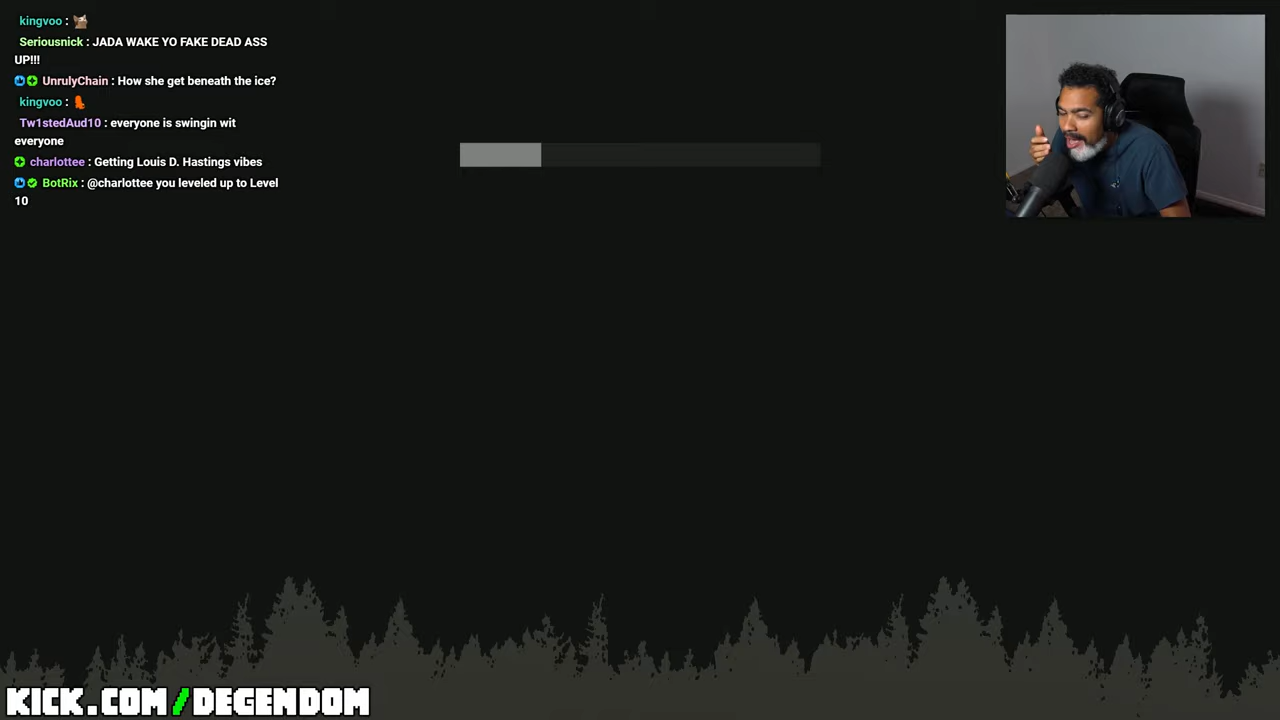 kingvoo :
Seriousnick : JADA WAKE YO FAKE DEAD ASS
UP!!!
UnrulyChain : How she get beneath the ice?
kingvoo :
Tw1stedAud10 : everyone is swingin wit
everyone
charlottee : Getting Louis D. Hastings vibes
BotRix : @charlottee you leveled up to Level
10
KICK.COM/DEGENDOM